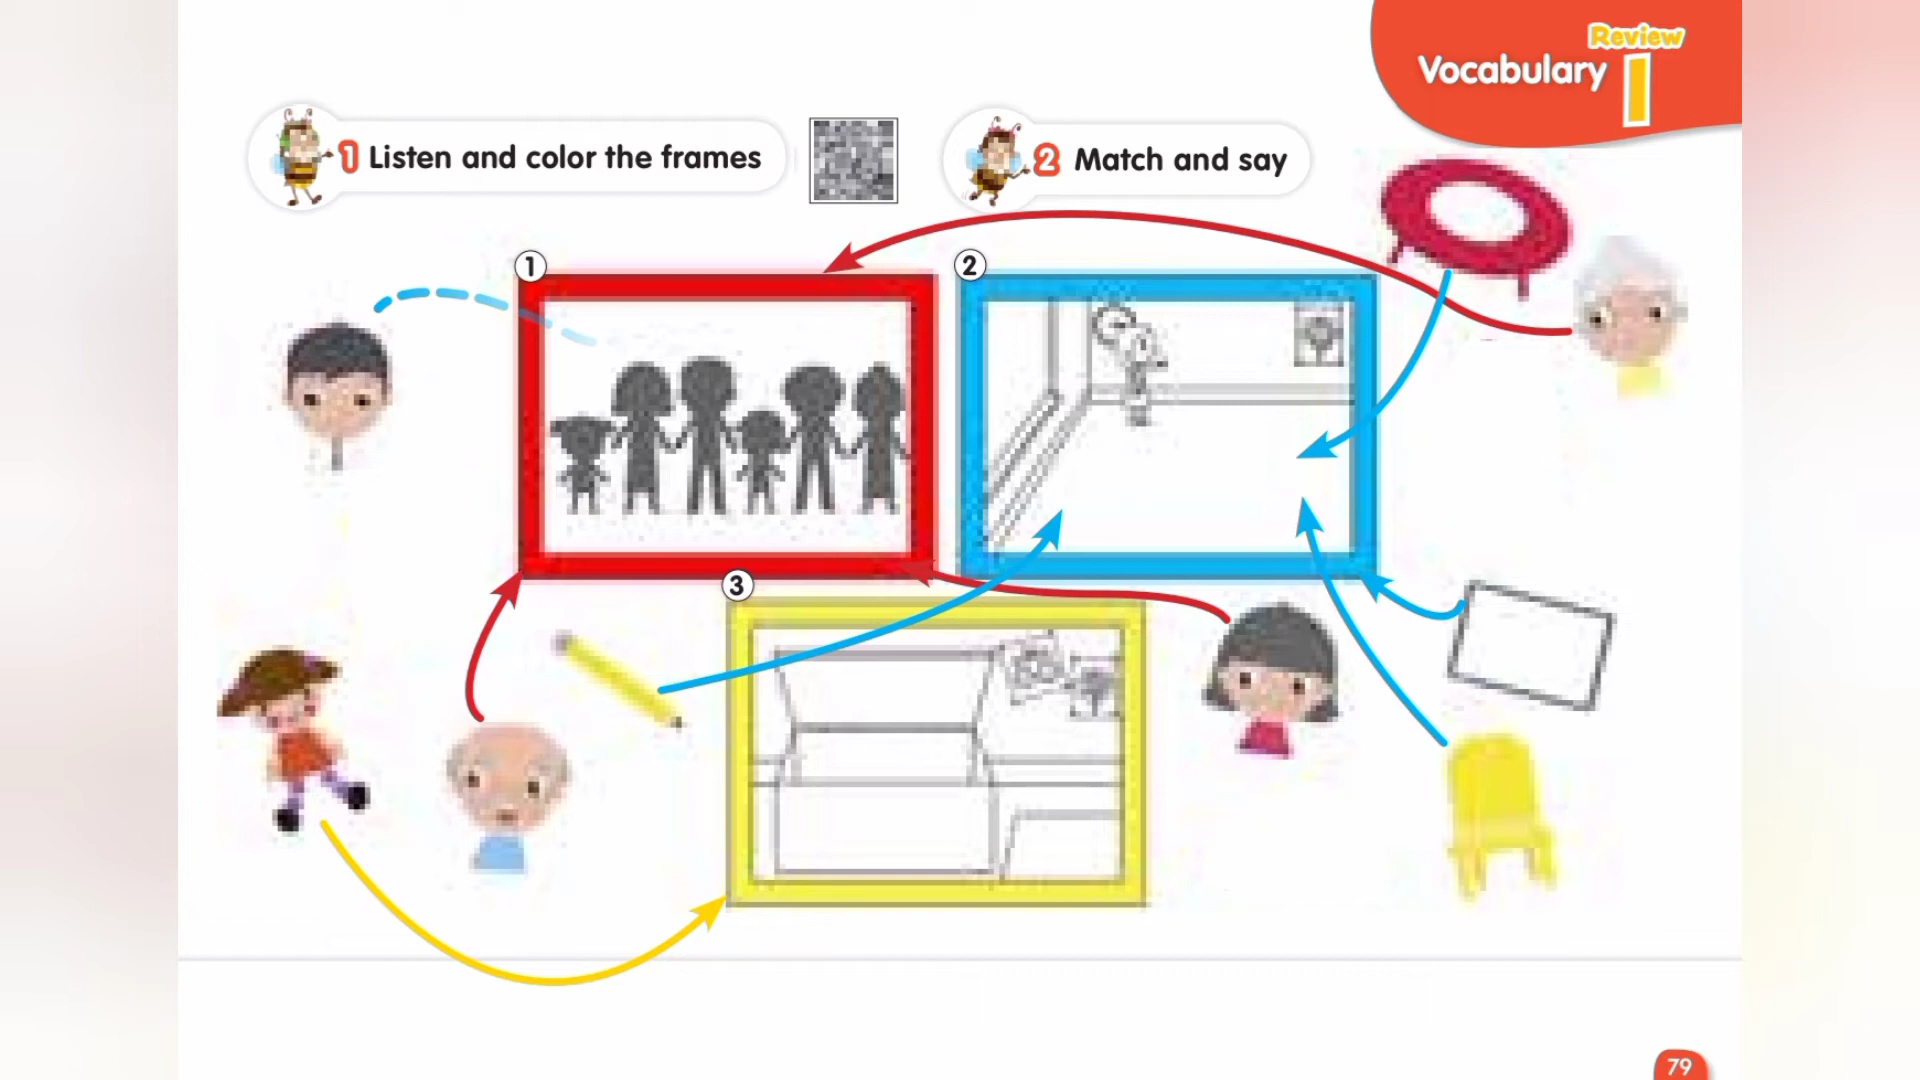 Review
Vocabulary 1
1 Listen and color the frames
2 Match and say
1
2
3
79